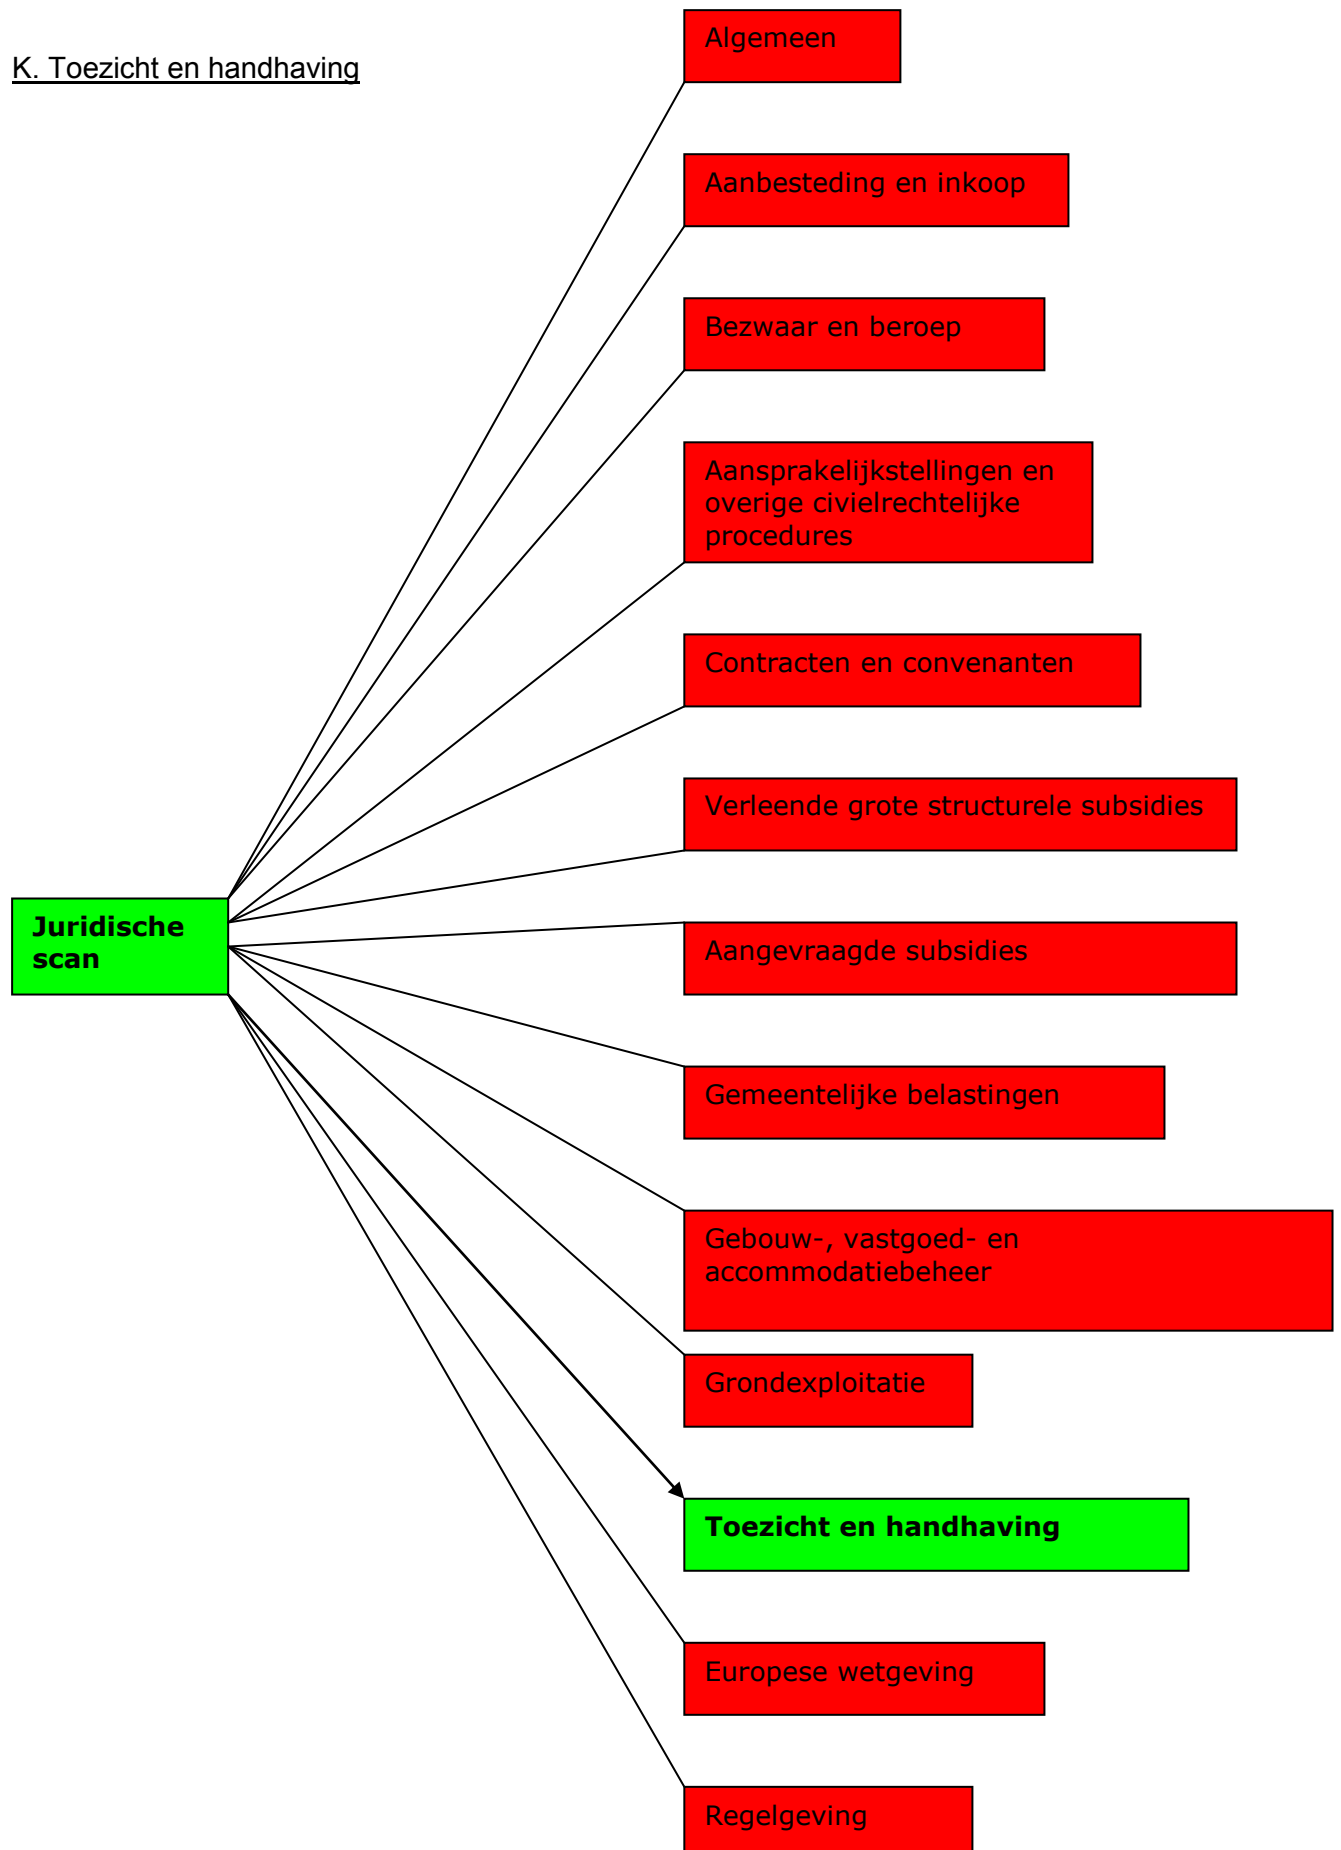 K. Toezicht en handhaving
Algemeen
Aanbesteding en inkoop
Bezwaar en beroep
Aansprakelijkstellingen en
overige civielrechtelijke
procedures
Contracten en convenanten
Verleende grote structurele subsidies
Juridische
scan
Aangevraagde subsidies
Gemeentelijke belastingen
Gebouw-, vastgoed- en
accommodatiebeheer
Grondexploitatie
Toezicht en handhaving
Europese wetgeving
Regelgeving